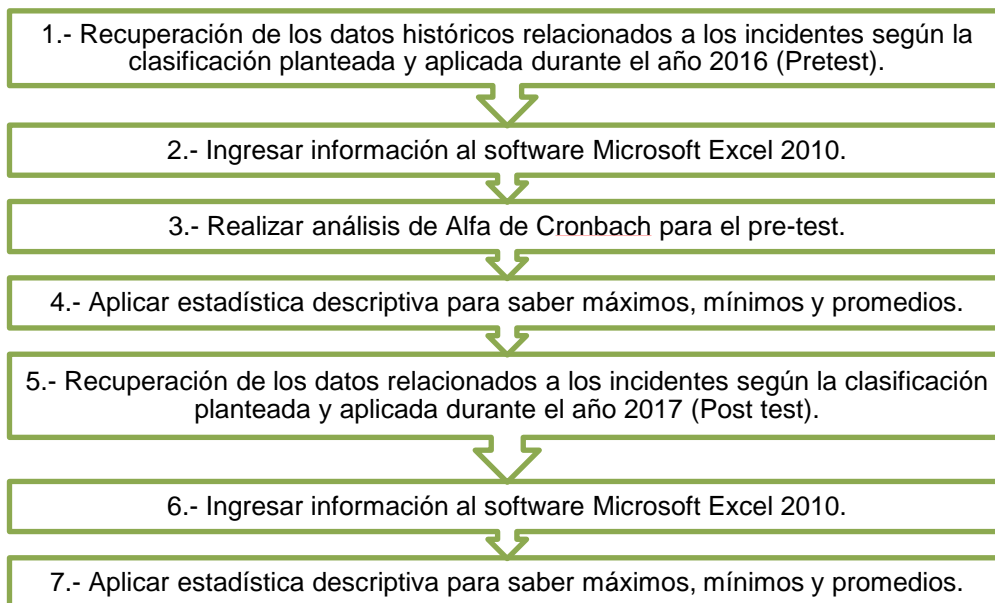 1.- Recuperación de los datos históricos relacionados a los incidentes según la
clasificación planteada y aplicada durante el año 2016 (Pretest).
2.- Ingresar información al software Microsoft Excel 2010.
3.- Realizar análisis de Alfa de Cronbach para el pre-test.
4.- Aplicar estadística descriptiva para saber máximos, mínimos y promedios.
5.- Recuperación de los datos relacionados a los incidentes según la clasificación
planteada y aplicada durante el año 2017 (Post test).
6.- Ingresar información al software Microsoft Excel 2010.
7.- Aplicar estadística descriptiva para saber máximos, mínimos y promedios.